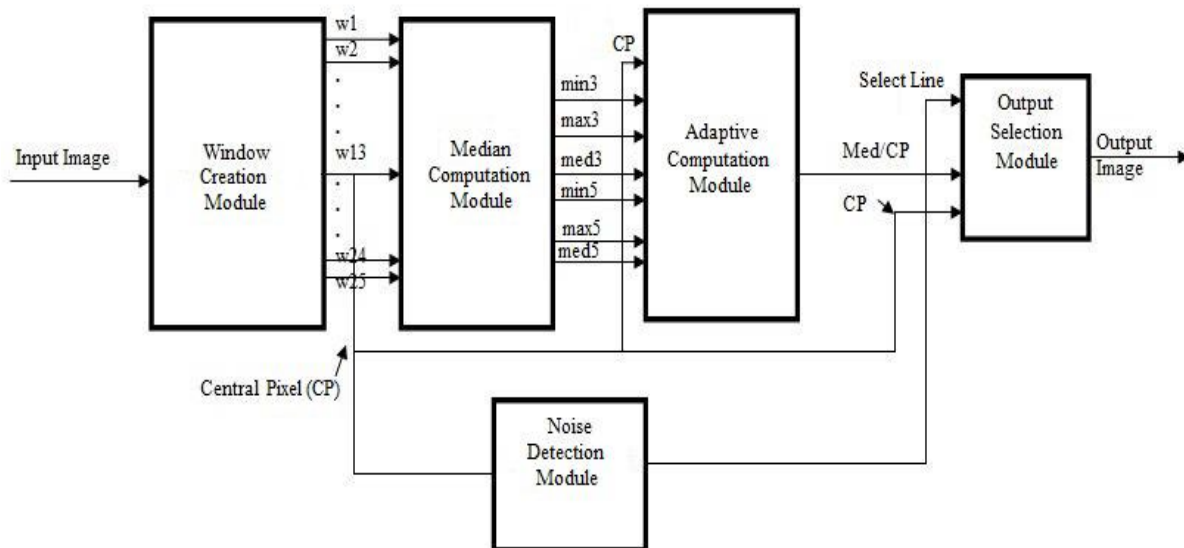 Input Image
Window
Creation
Module
w1
w2
w13
w24
w25
Median
Computation
Module
min3
max3
med3
min5
max5
med5
CP
Adaptive
Computation
Module
Select Line
Med/CP
CP
Output
Selection
Module
Output
Image
Central Pixel (CP)
Noise
Detection
Module